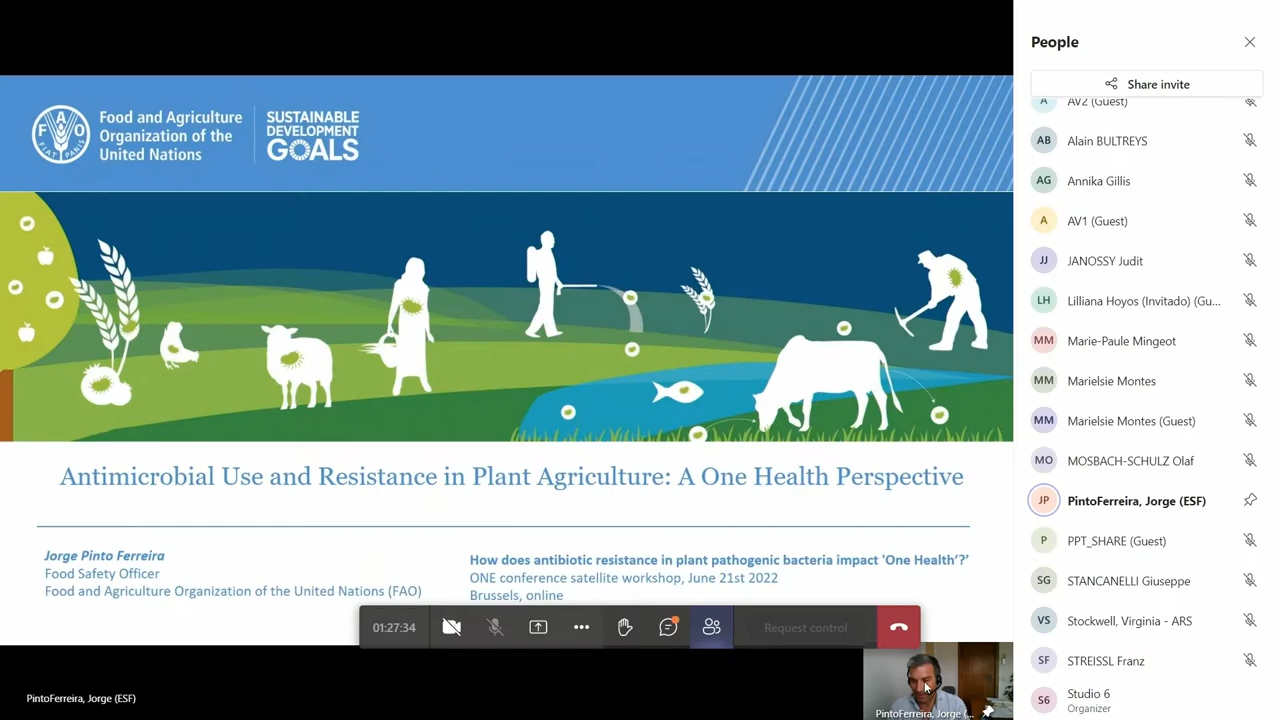 People
Share invite
AV2 (Guest)
AB Alain BULTREYS
AG Annika Gillis
A AV1 (Guest)
JJ JANOSSY Judit
LH Lilliana Hoyos (Invitado) (Gu...
MM Marie-Paule Mingeot
MM Marielsie Montes
MM Marielsie Montes (Guest)
MO MOSBACH-SCHULZ Olaf
JP PintoFerreira, Jorge (ESF)
P PPT_SHARE (Guest)
SG STANCANELLI Giuseppe
VS Stockwell, Virginia - ARS
SF STREISSL Franz
S6 Studio 6
Organizer
F A O
FIAT PANIS
Food and Agriculture
Organization of the
United Nations
SUSTAINABLE
DEVELOPMENT
GOALS
Antimicrobial Use and Resistance in Plant Agriculture: A One Health Perspective
Jorge Pinto Ferreira
Food Safety Officer
Food and Agriculture Organization of the United Nations (FAO)
How does antibiotic resistance in plant pathogenic bacteria impact 'One Health'?’
ONE conference satellite workshop, June 21st 2022
Brussels, online
01:27:34
Request control
PintoFerreira, Jorge (ESF)
PintoFerreira, Jorge (...